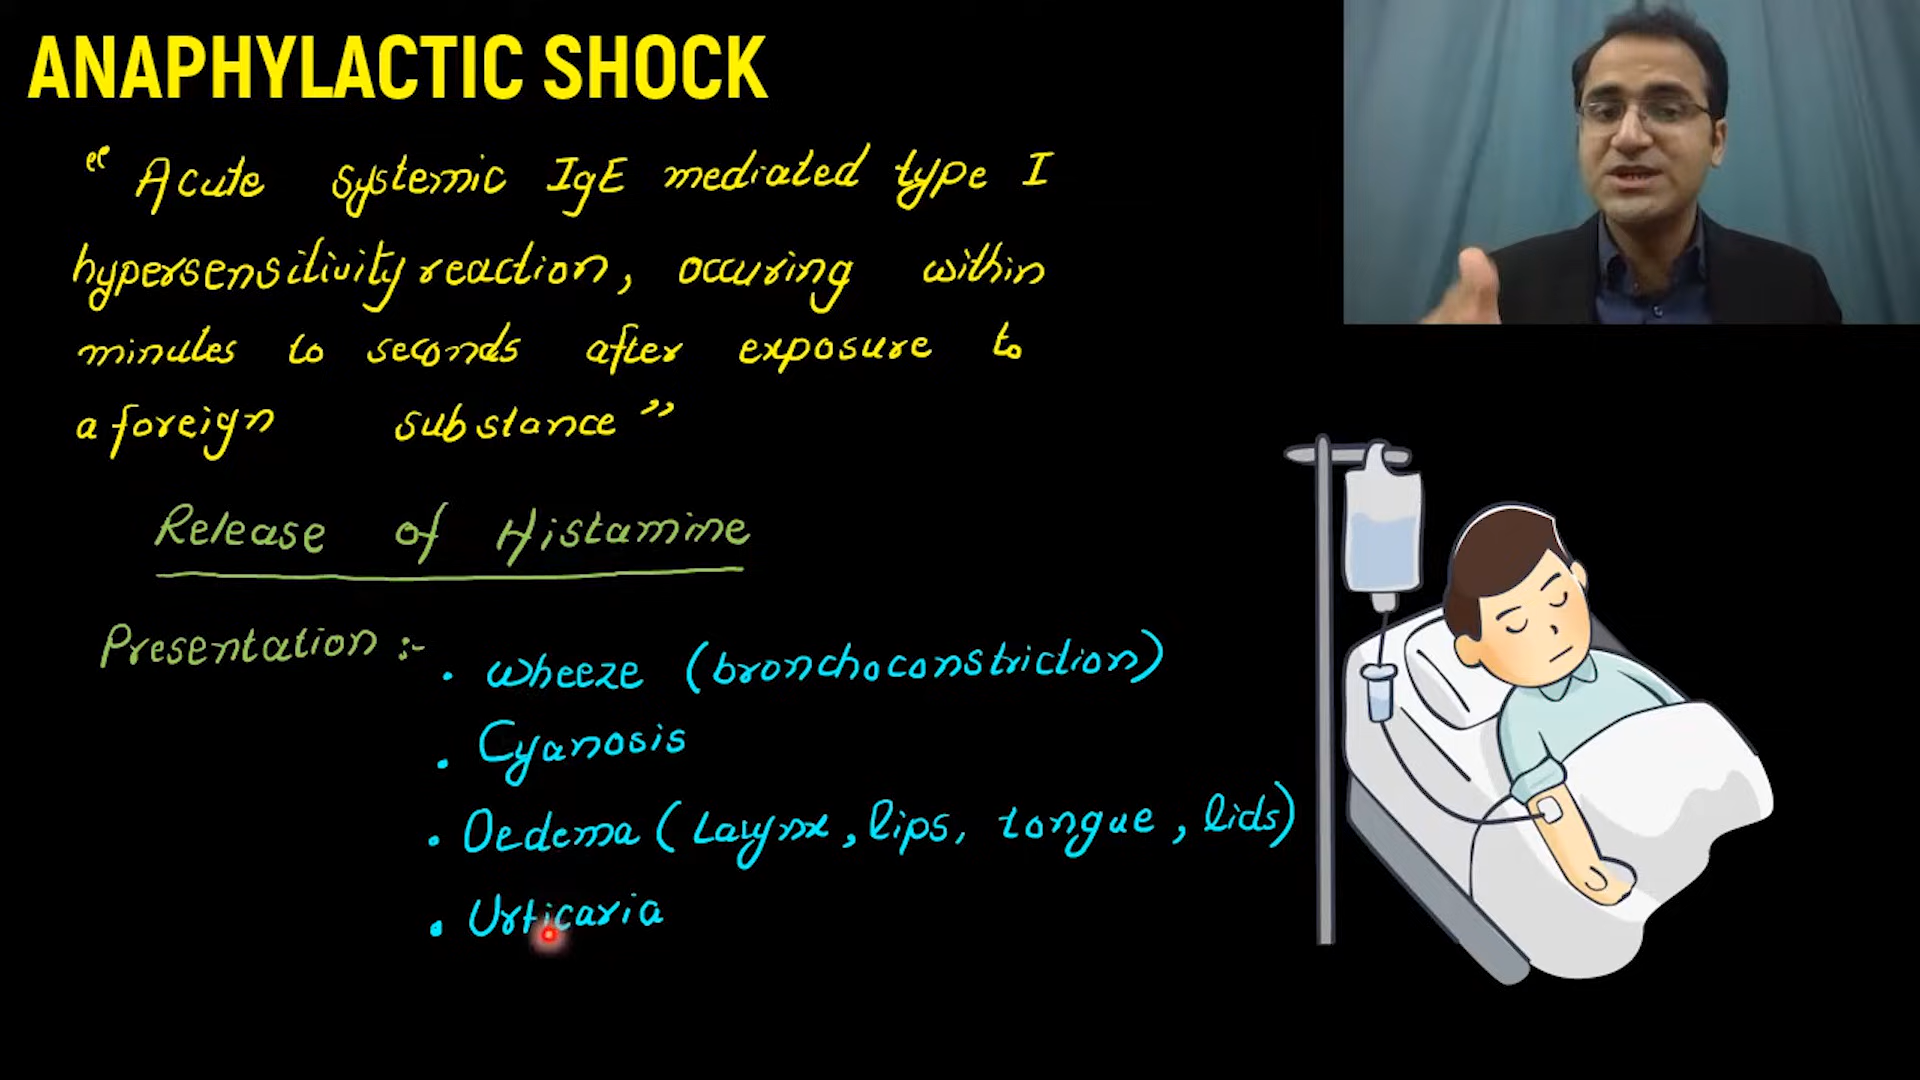 ANAPHYLACTIC SHOCK
“ Acute systemic IgE mediated type I
hypersensitivity reaction, occuring within
minutes to seconds after exposure to
a foreign substance ”
Release of Histamine
Presentation :-
• Wheeze (bronchoconstriction)
• Cyanosis
• Oedema (Larynx, lips, tongue, lids)
• Urticaria